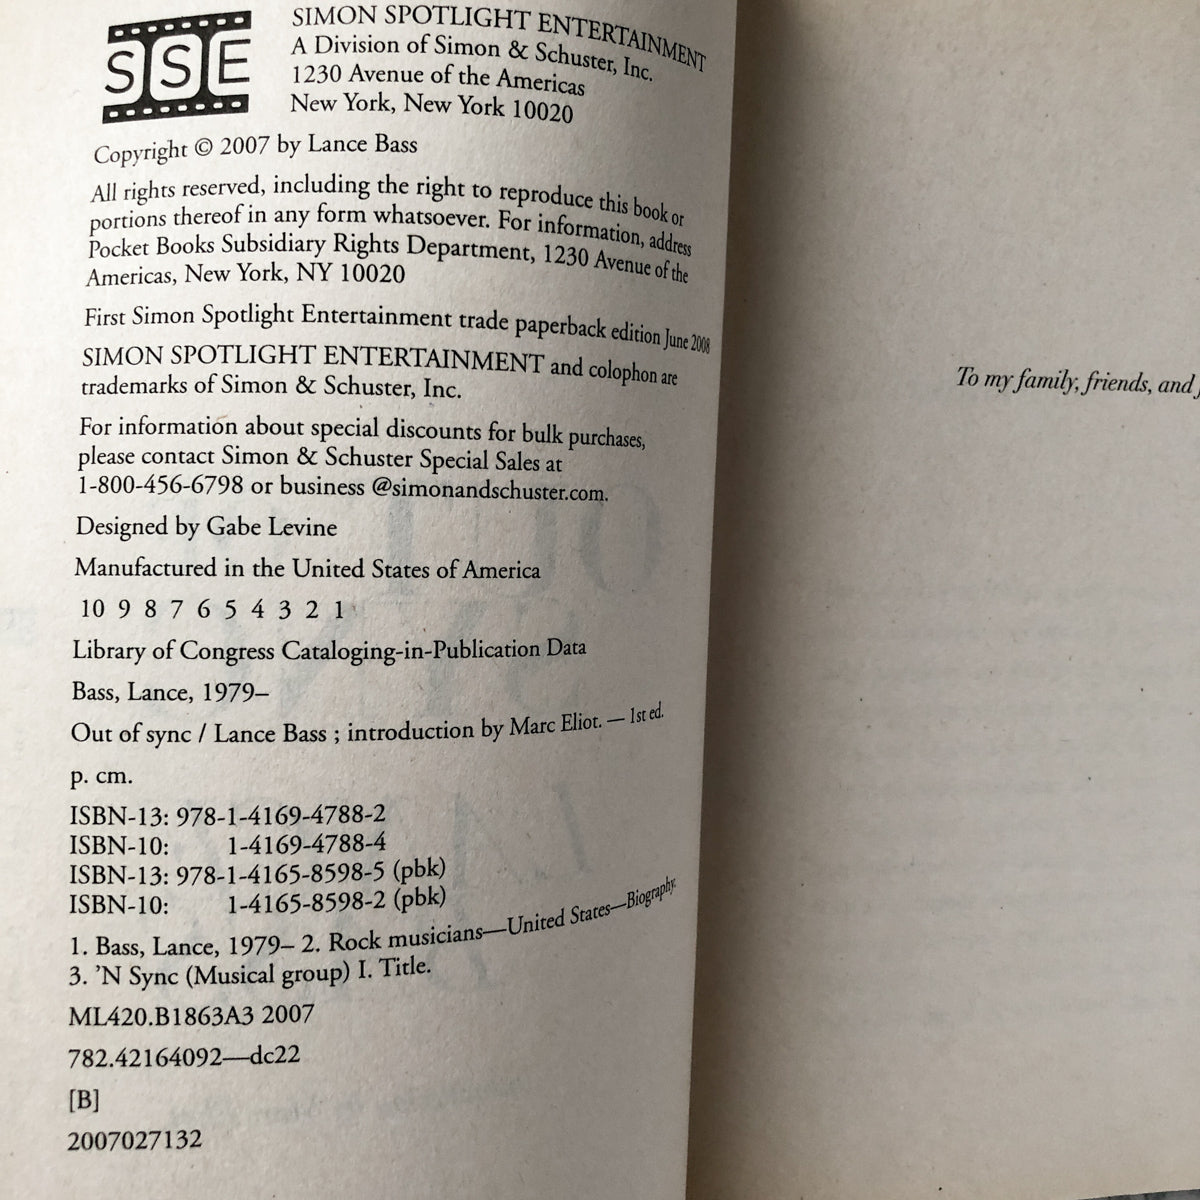 SSE
SIMON SPOTLIGHT ENTERTAINMENT
A Division of Simon & Schuster, Inc.
1230 Avenue of the Americas
New York, New York 10020
Copyright © 2007 by Lance Bass
All rights reserved, including the right to reproduce this book or
portions thereof in any form whatsoever. For information, address
Pocket Books Subsidiary Rights Department, 1230 Avenue of the
Americas, New York, NY 10020
First Simon Spotlight Entertainment trade paperback edition June 2008
SIMON SPOTLIGHT ENTERTAINMENT and colophon are
trademarks of Simon & Schuster, Inc.
For information about special discounts for bulk purchases,
please contact Simon & Schuster Special Sales at
1-800-456-6798 or business @simonandschuster.com.
Designed by Gabe Levine
Manufactured in the United States of America
10 9 8 7 6 5 4 3 2 1
Library of Congress Cataloging-in-Publication Data
Bass, Lance, 1979–
Out of sync / Lance Bass ; introduction by Marc Eliot. — 1st ed.
p. cm.
ISBN-13: 978-1-4169-4788-2
ISBN-10: 1-4169-4788-4
ISBN-13: 978-1-4165-8598-5 (pbk)
ISBN-10: 1-4165-8598-2 (pbk)
1. Bass, Lance, 1979– 2. Rock musicians—United States—Biography.
3. ’N Sync (Musical group) I. Title.
ML420.B1863A3 2007
782.42164092—dc22
[B]
2007027132
To my family, friends, and